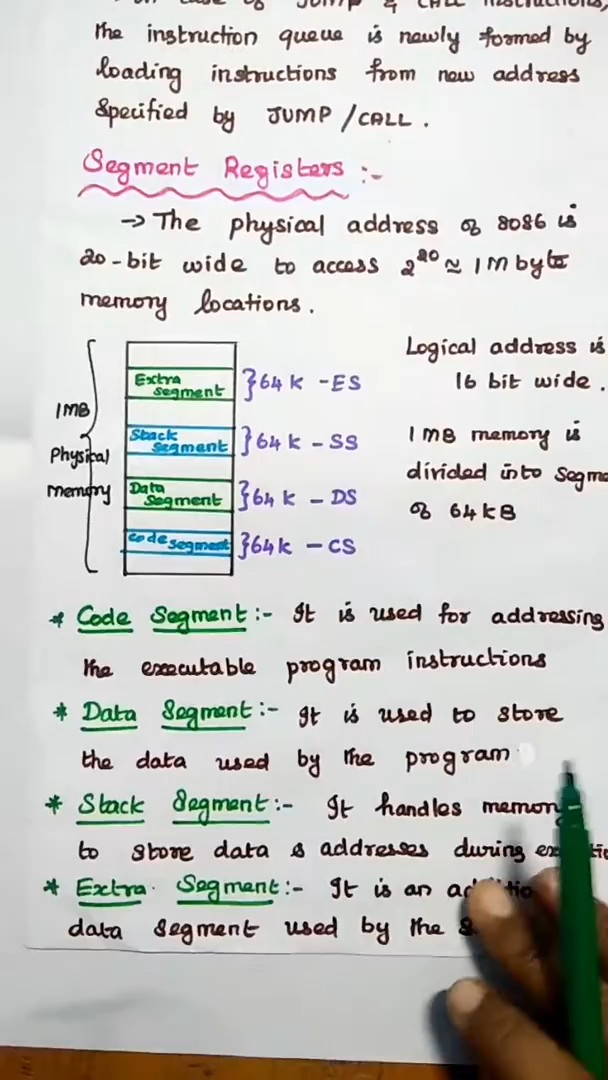 JUMP & CALL instructions,
the instruction queue is newly formed by
loading instructions from new address
specified by JUMP/CALL.
Segment Registers :-
→ The physical address of 8086 is
20-bit wide to access 2²⁰ ≈ 1M byte
memory locations.
1MB
Physical
memory
Extra
segment
}64k - ES
Stack
segment
}64k - SS
Data
segment
}64k - DS
code segment
}64k - CS
Logical address is
16 bit wide.
1MB memory is
divided into
of 64kB
* Code Segment :- It is used for addressing
the executable program instructions
* Data Segment :- It is used to store
the data used by the program
* Stack Segment :- It handles
to store data & addresses during
* Extra Segment :- It is an
data segment used by the